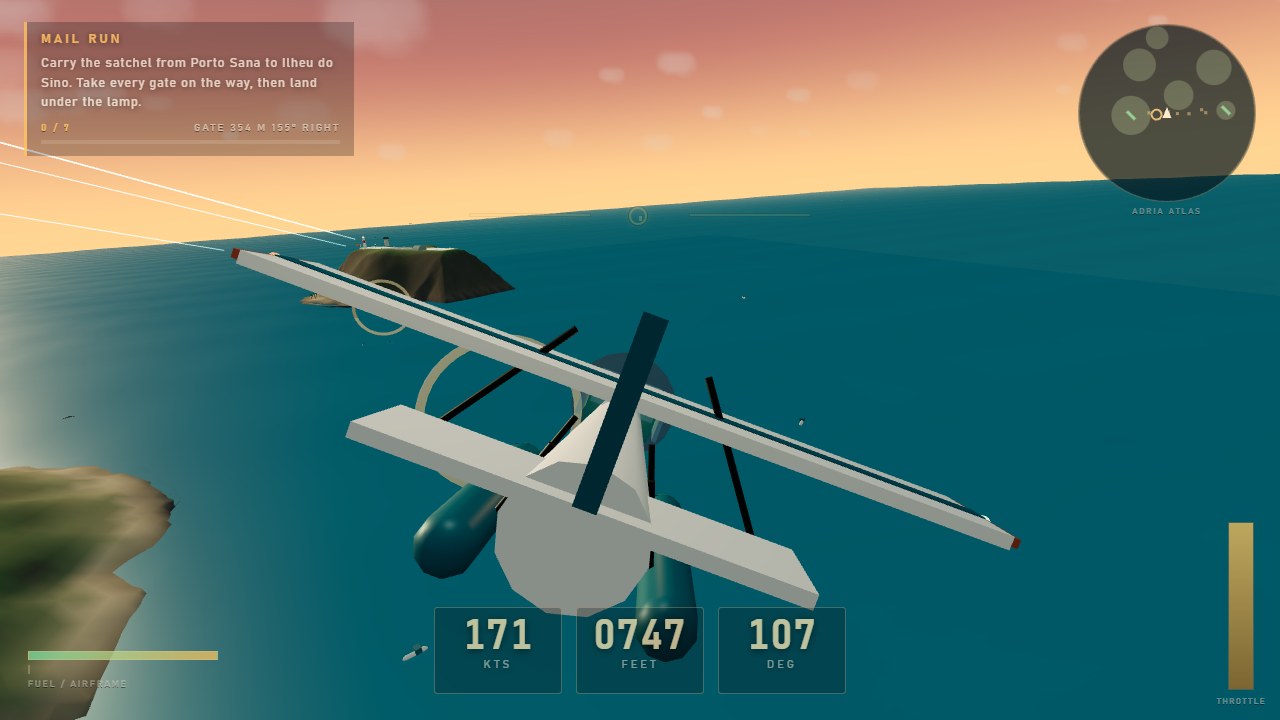 MAIL RUN
Carry the satchel from Porto Sana to Ilheu do
Sino. Take every gate on the way, then land
under the lamp.
0 / 7
GATE 354 M 155° RIGHT
ADRIA ATLAS
171
KTS
0747
FEET
107
DEG
FUEL / AIRFRAME
THROTTLE